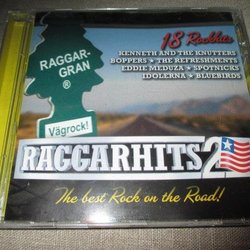 RAGGAR-
GRAN
®
Vägrock!
18 Rockhits
KENNETH AND THE KNUTTERS
BOPPERS ★ THE REFRESHMENTS
EDDIE MEDUZA ★ SPOTNICKS
IDOLERNA ★ BLUEBIRDS
RAGGARHITS 2
The best Rock on the Road!